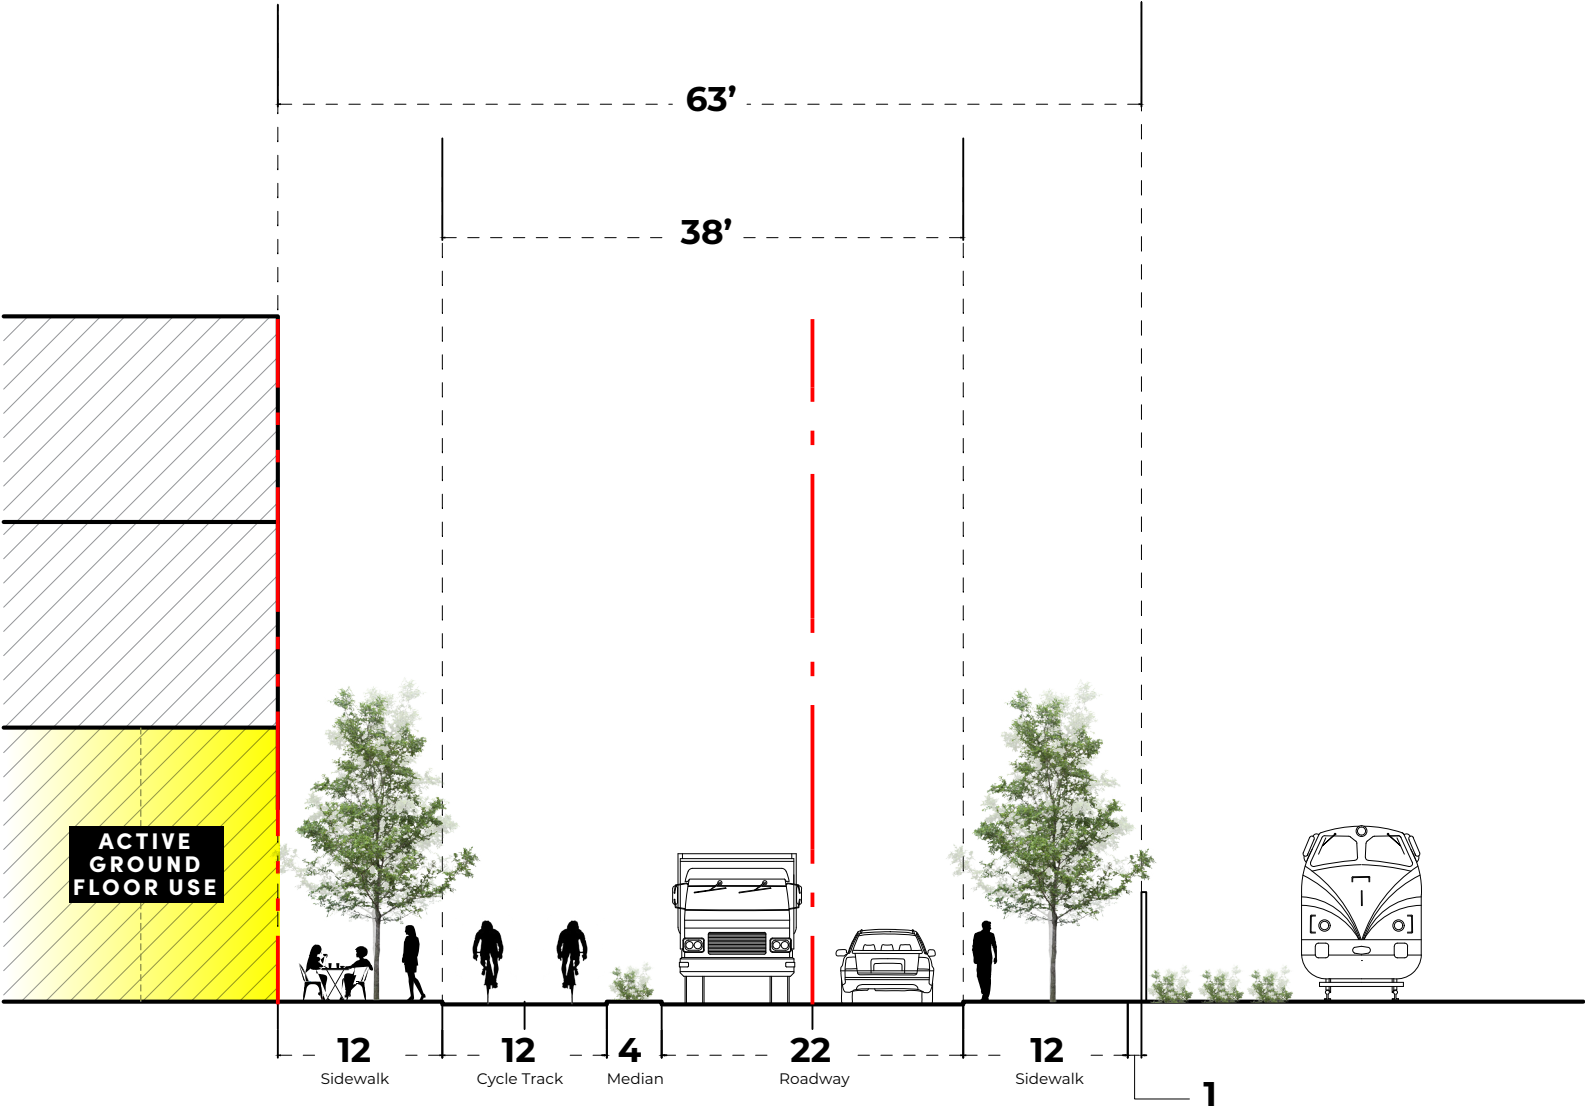 63’
38’
ACTIVE
GROUND
FLOOR USE
12
12
4
22
12
Sidewalk
Cycle Track
Median
Roadway
Sidewalk
1